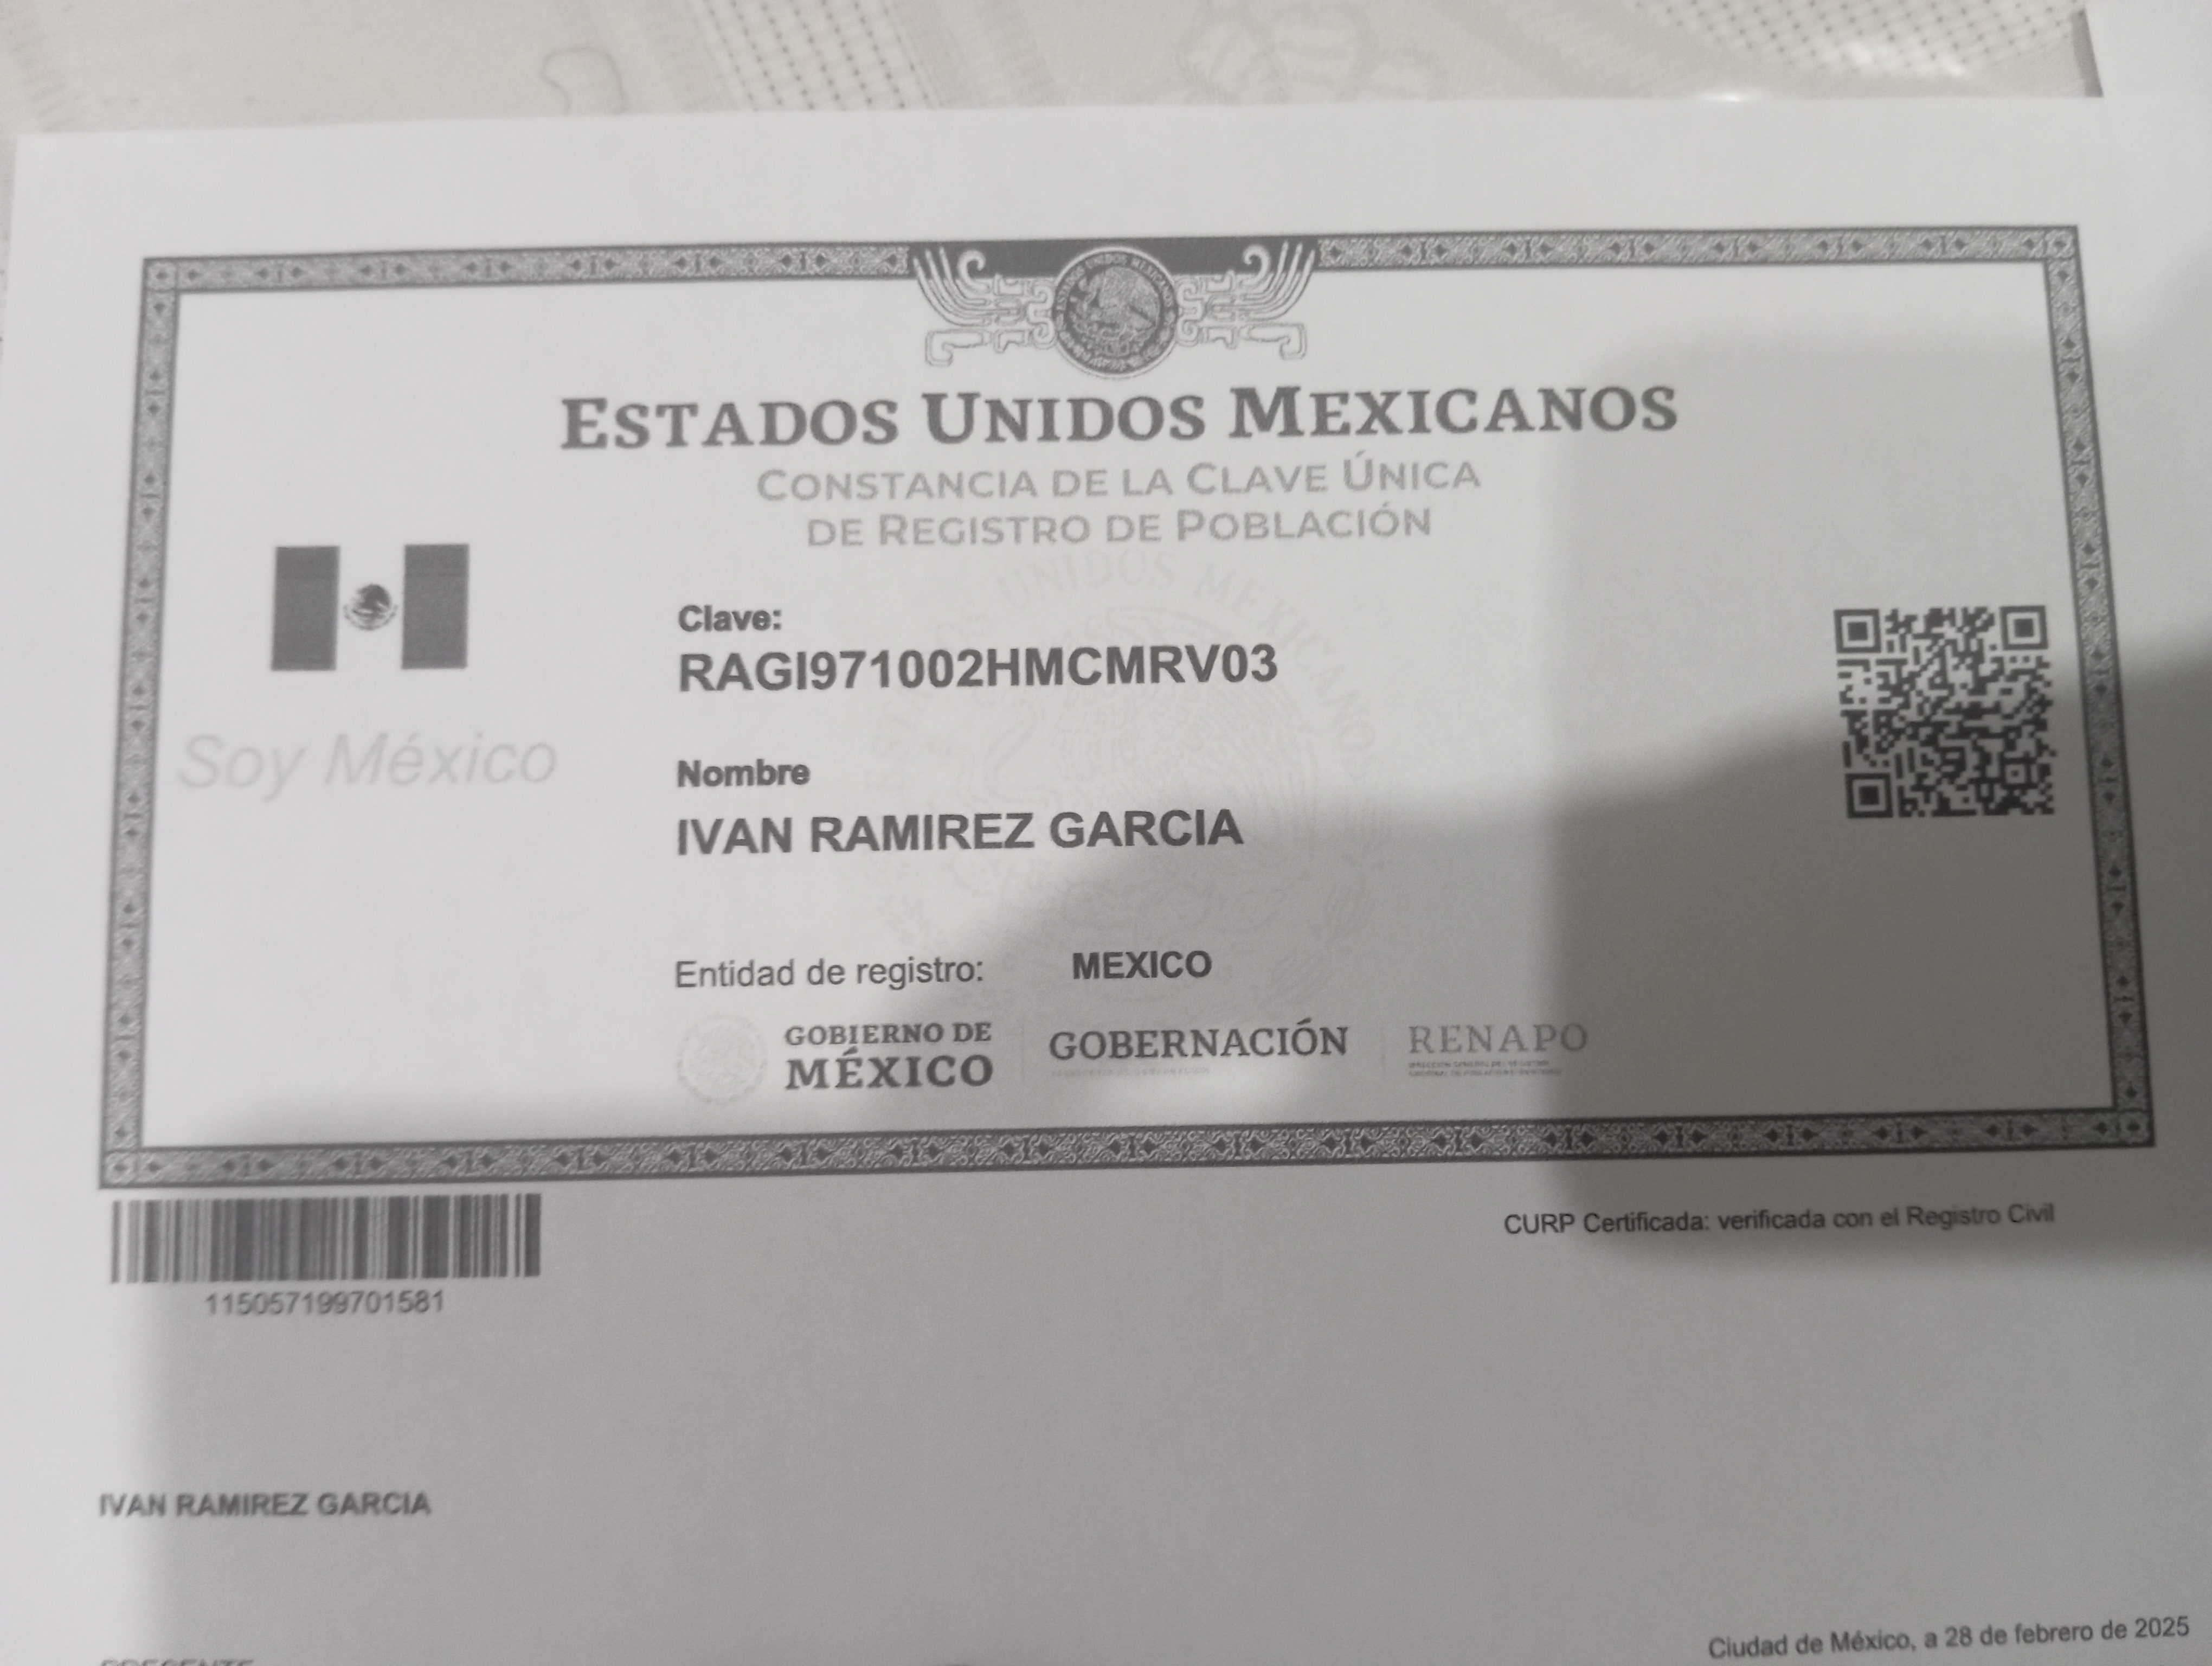 ESTADOS UNIDOS MEXICANOS
CONSTANCIA DE LA CLAVE ÚNICA
DE REGISTRO DE POBLACIÓN
Soy México
Clave:
RAGI971002HMCMRV03
Nombre
IVAN RAMIREZ GARCIA
Entidad de registro: MEXICO
GOBIERNO DE
MÉXICO
GOBERNACIÓN
RENAPO
CURP Certificada: verificada con el Registro Civil
115057199701581
IVAN RAMIREZ GARCIA
Ciudad de México, a 28 de febrero de 2025
PRESENTE